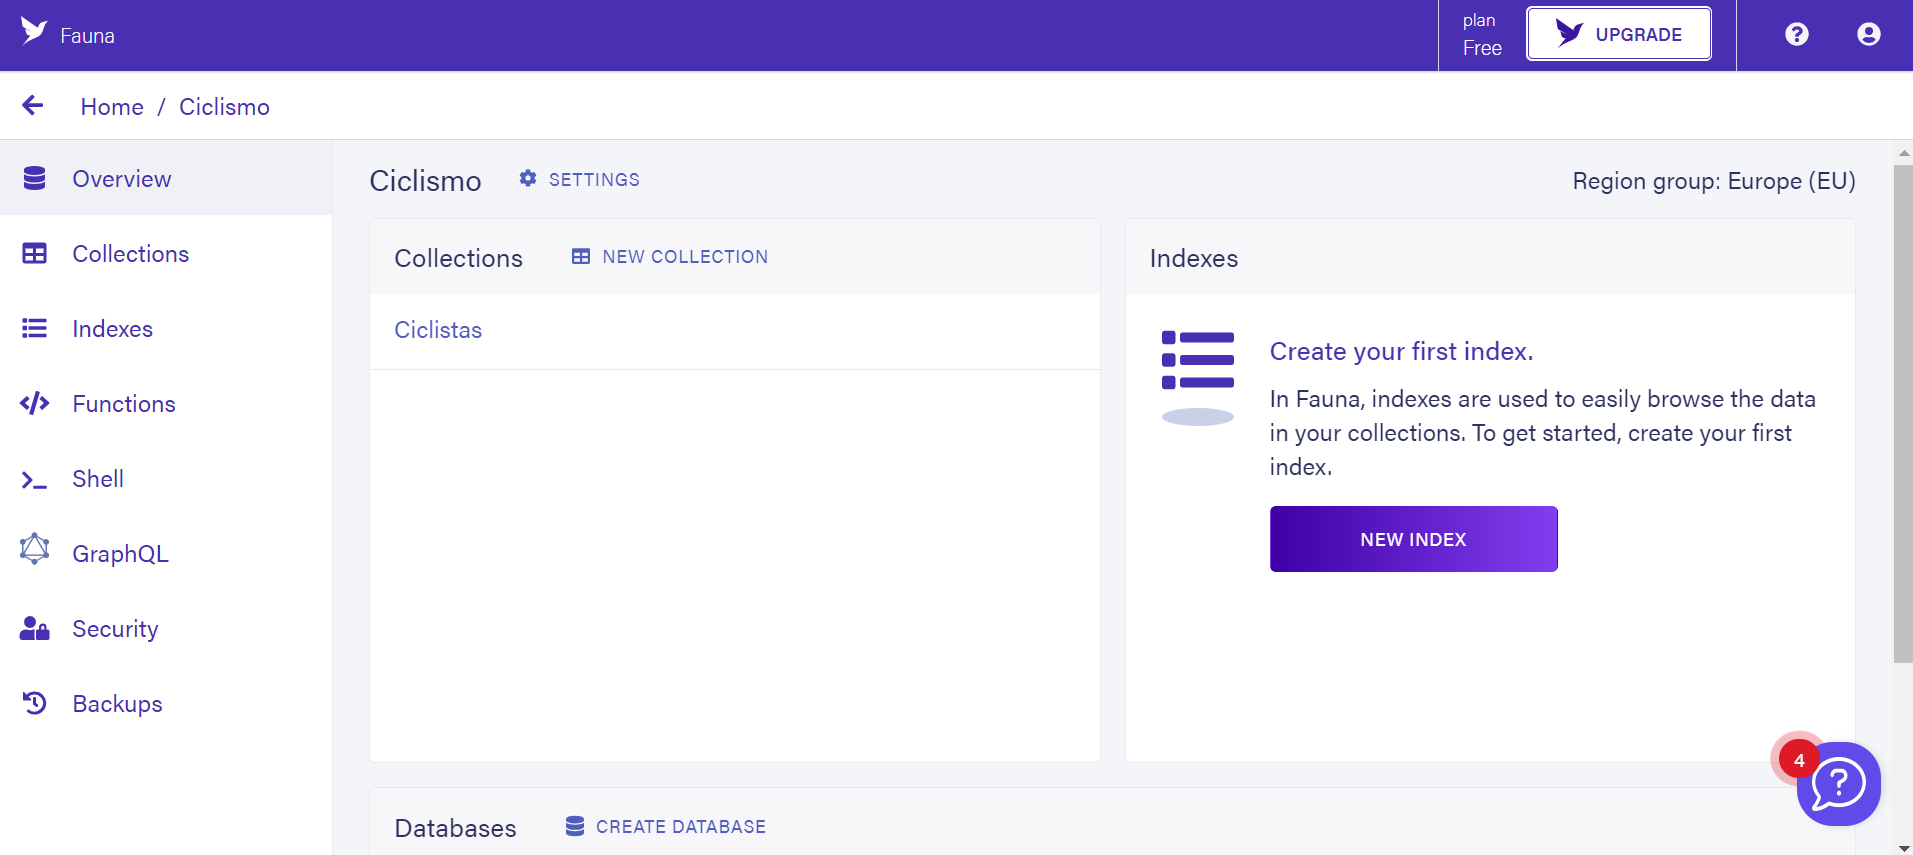 Fauna
plan
Free
UPGRADE
Home / Ciclismo
Overview
Collections
Indexes
Functions
Shell
GraphQL
Security
Backups
Ciclismo
SETTINGS
Region group: Europe (EU)
Collections
NEW COLLECTION
Ciclistas
Indexes
Create your first index.
In Fauna, indexes are used to easily browse the data
in your collections. To get started, create your first
index.
NEW INDEX
4
Databases
CREATE DATABASE